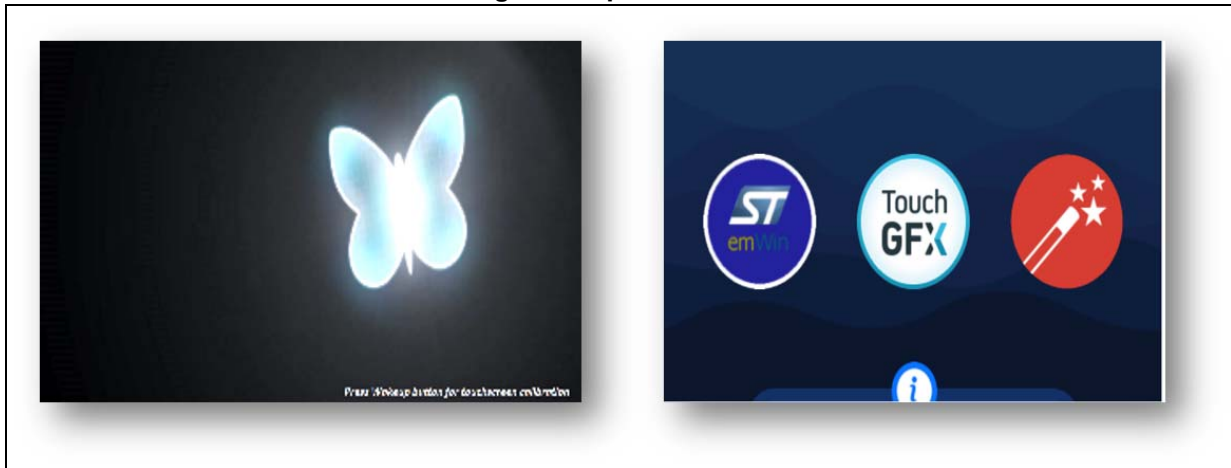 Press Wakeup button for touchscreen calibration
ST
emWin
Touch
GFX
i